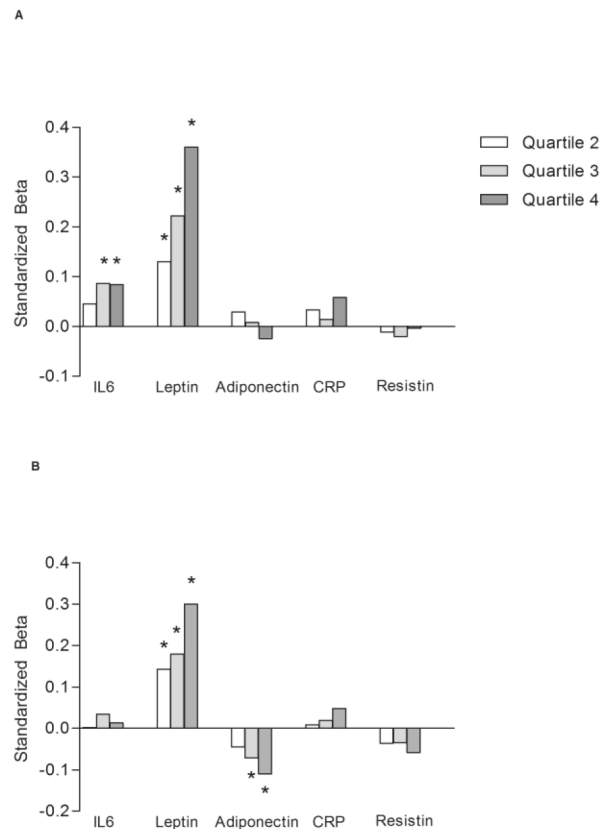 A
0.4
0.3
0.2
0.1
0.0
-0.1
Standardized Beta
* *
* * *
IL6 Leptin Adiponectin CRP Resistin
Quartile 2
Quartile 3
Quartile 4
B
0.4
0.3
0.2
0.1
0.0
-0.1
-0.2
Standardized Beta
* * *
* *
IL6 Leptin Adiponectin CRP Resistin